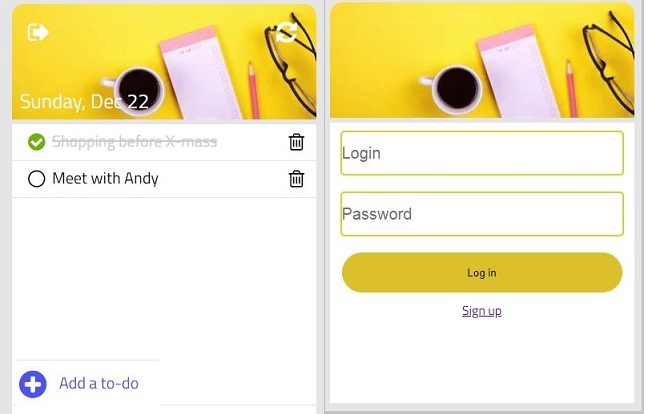 Sunday, Dec 22
Shopping before X-mass
Meet with Andy
Add a to-do
Login
Password
Log in
Sign up